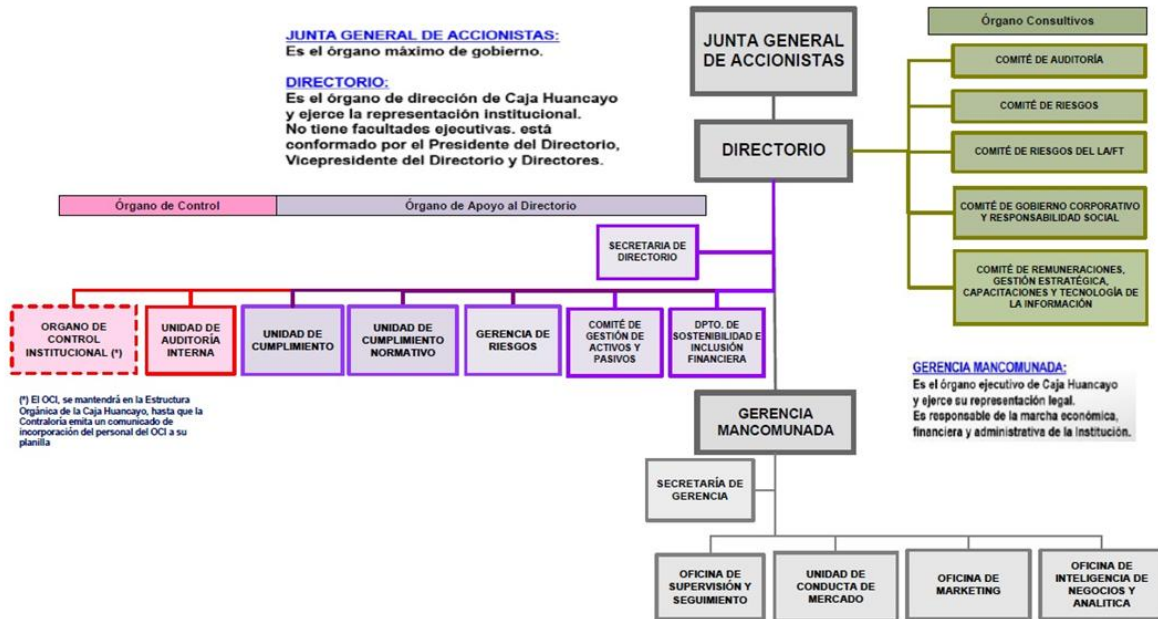 JUNTA GENERAL DE ACCIONISTAS:
Es el órgano máximo de gobierno.
DIRECTORIO:
Es el órgano de dirección de Caja Huancayo
y ejerce la representación institucional.
No tiene facultades ejecutivas. está
conformado por el Presidente del Directorio,
Vicepresidente del Directorio y Directores.
JUNTA GENERAL
DE ACCIONISTAS
DIRECTORIO
Órgano Consultivos
COMITÉ DE AUDITORÍA
COMITÉ DE RIESGOS
COMITÉ DE RIESGOS DEL LA/FT
COMITÉ DE GOBIERNO CORPORATIVO
Y RESPONSABILIDAD SOCIAL
COMITÉ DE REMUNERACIONES,
GESTIÓN ESTRATÉGICA,
CAPACITACIONES Y TECNOLOGÍA DE
LA INFORMACIÓN
Órgano de Control
Órgano de Apoyo al Directorio
SECRETARIA DE
DIRECTORIO
ORGANO DE
CONTROL
INSTITUCIONAL (*)
UNIDAD DE
AUDITORÍA
INTERNA
UNIDAD DE
CUMPLIMIENTO
UNIDAD DE
CUMPLIMIENTO
NORMATIVO
GERENCIA DE
RIESGOS
COMITÉ DE
GESTIÓN DE
ACTIVOS Y
PASIVOS
DPTO. DE
SOSTENIBILIDAD E
INCLUSIÓN
FINANCIERA
(*) El OCI, se mantendrá en la Estructura
Orgánica de la Caja Huancayo, hasta que la
Contraloría emita un comunicado de
incorporación del personal del OCI a su
planilla
GERENCIA
MANCOMUNADA
GERENCIA MANCOMUNADA:
Es el órgano ejecutivo de Caja Huancayo
y ejerce su representación legal.
Es responsable de la marcha económica,
financiera y administrativa de la Institución.
SECRETARÍA DE
GERENCIA
OFICINA DE
SUPERVISIÓN Y
SEGUIMIENTO
UNIDAD DE
CONDUCTA DE
MERCADO
OFICINA DE
MARKETING
OFICINA DE
INTELIGENCIA DE
NEGOCIOS Y
ANALITICA